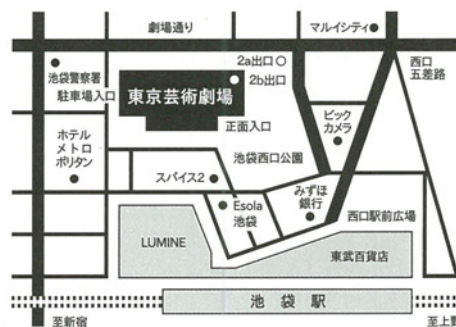 劇場通り
マルイシティ
2a出口
西口
五差路
池袋警察署
2b出口
駐車場入口
東京芸術劇場
正面入口
ビック
カメラ
ホテル
メトロ
ポリタン
池袋西口公園
スパイス2
みずほ
銀行
Esola
池袋
西口駅前広場
LUMINE
東武百貨店
池袋駅
至新宿
至上野